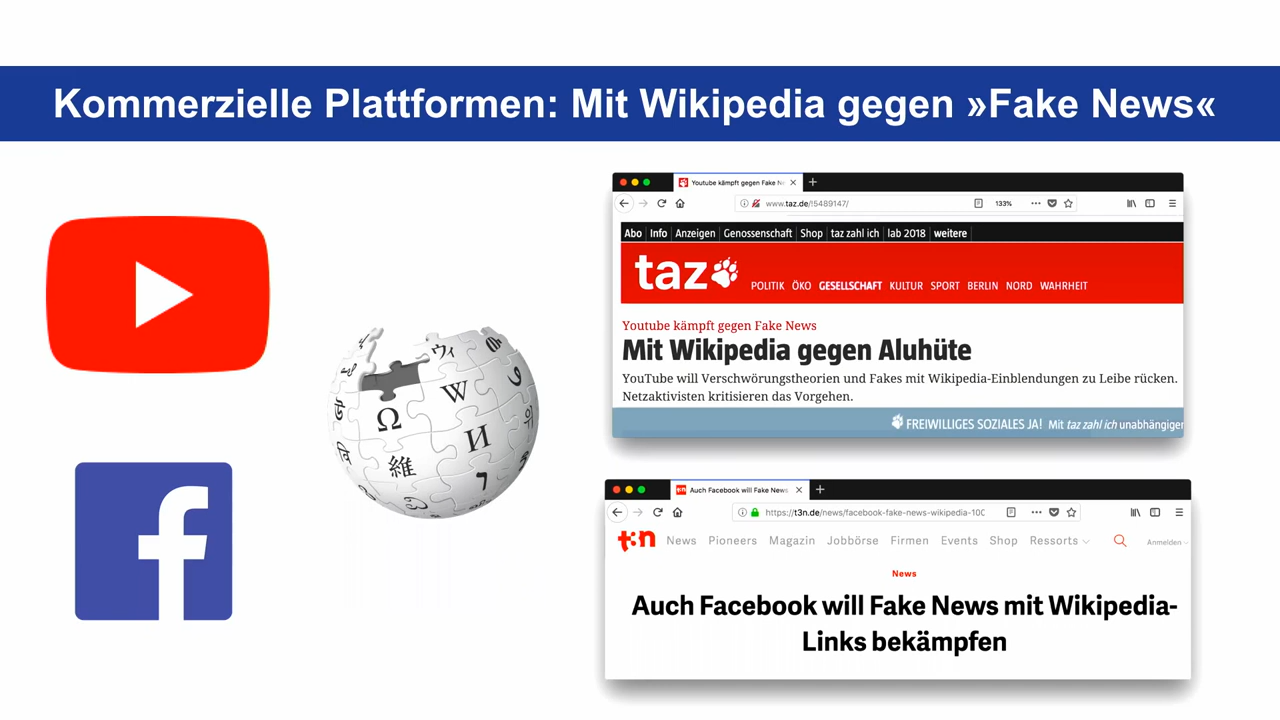 Kommerzielle Plattformen: Mit Wikipedia gegen »Fake News«
Youtube kämpft gegen Fake N
www.taz.de/!5489147/
133%
Abo Info Anzeigen Genossenschaft Shop taz zahl ich lab 2018 weitere
taz
POLITIK ÖKO GESELLSCHAFT KULTUR SPORT BERLIN NORD WAHRHEIT
Youtube kämpft gegen Fake News
Mit Wikipedia gegen Aluhüte
YouTube will Verschwörungstheorien und Fakes mit Wikipedia-Einblendungen zu Leibe rücken.
Netzaktivisten kritisieren das Vorgehen.
FREIWILLIGES SOZIALES JA! Mit taz zahl ich unabhängiger
Ω W И
維
f
Auch Facebook will Fake News
https://t3n.de/news/facebook-fake-news-wikipedia-100
t3n News Pioneers Magazin Jobbörse Firmen Events Shop Ressorts Anmelden
News
Auch Facebook will Fake News mit Wikipedia-
Links bekämpfen